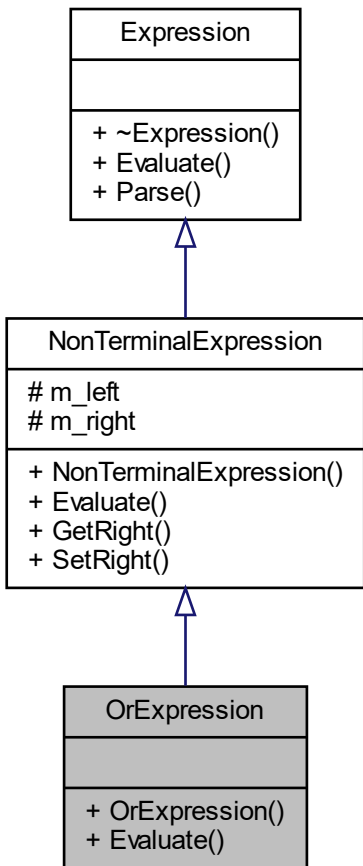 Expression
+ ~Expression()
+ Evaluate()
+ Parse()
NonTerminalExpression
# m_left
# m_right
+ NonTerminalExpression()
+ Evaluate()
+ GetRight()
+ SetRight()
OrExpression
+ OrExpression()
+ Evaluate()